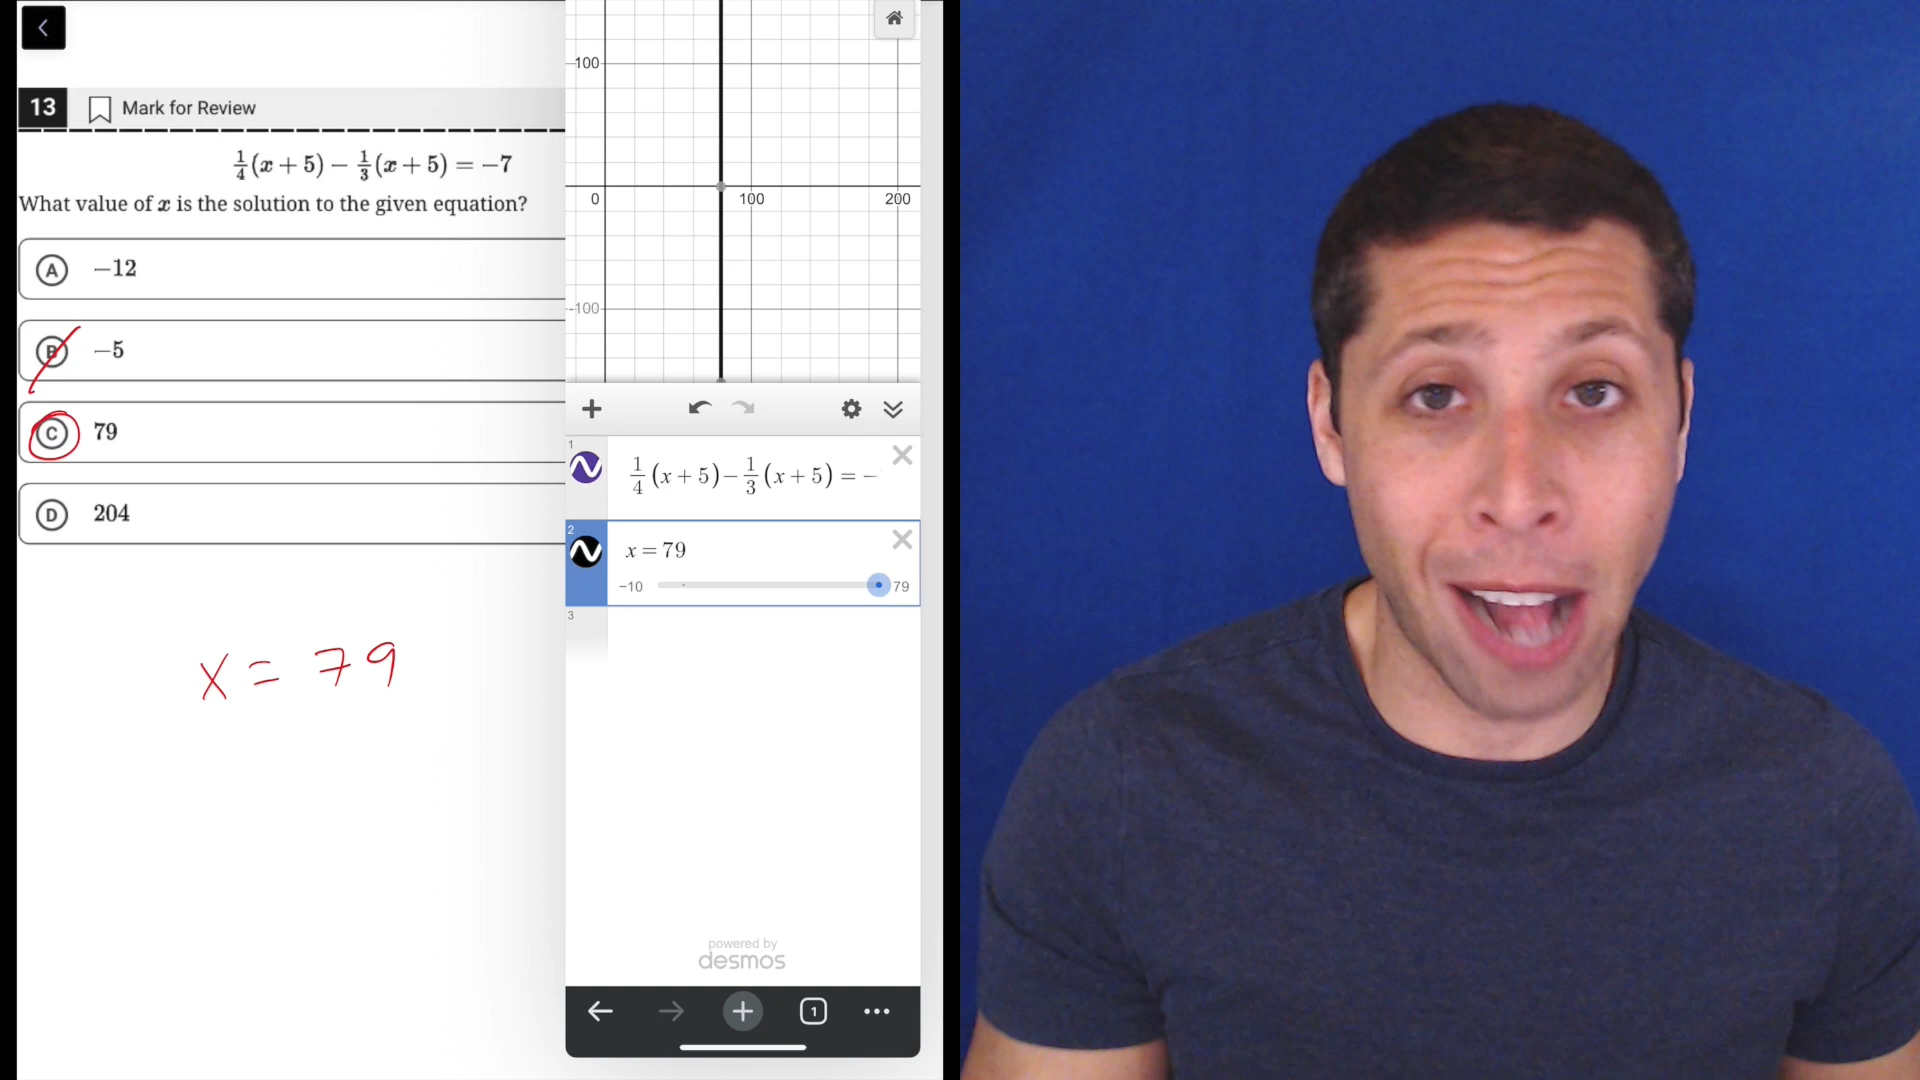 13 Mark for Review
1/4(x + 5) − 1/3(x + 5) = −7
What value of x is the solution to the given equation?
A −12
B −5
C 79
D 204
x = 79
100
0 100 200
-100
1
1/4(x + 5) − 1/3(x + 5) = −
2
x = 79
−10 79
3
powered by
desmos
1